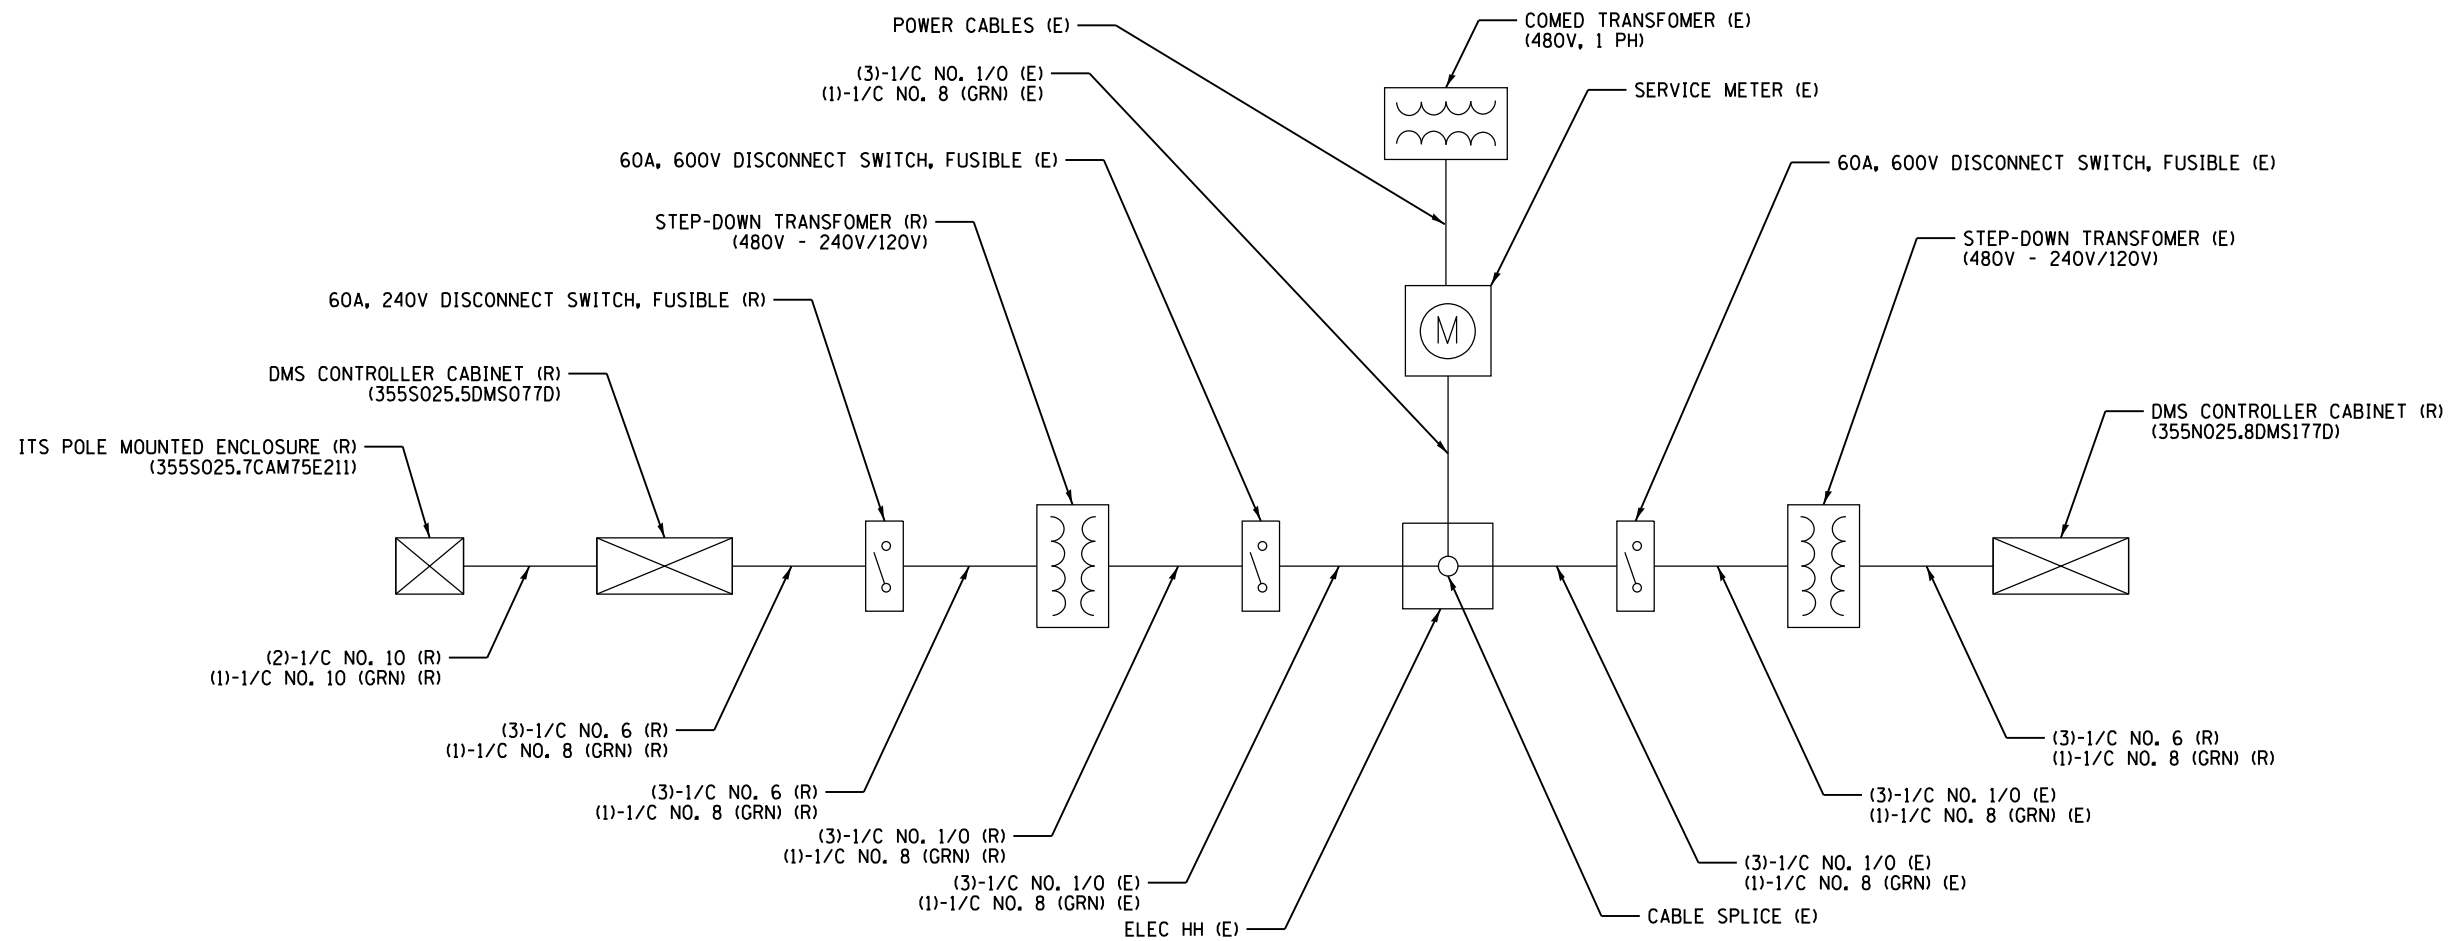 POWER CABLES (E)
COMED TRANSFOMER (E)
(480V, 1 PH)
(3)-1/C NO. 1/0 (E)
(1)-1/C NO. 8 (GRN) (E)
SERVICE METER (E)
60A, 600V DISCONNECT SWITCH, FUSIBLE (E)
60A, 600V DISCONNECT SWITCH, FUSIBLE (E)
STEP-DOWN TRANSFOMER (R)
(480V - 240V/120V)
STEP-DOWN TRANSFOMER (E)
(480V - 240V/120V)
60A, 240V DISCONNECT SWITCH, FUSIBLE (R)
M
DMS CONTROLLER CABINET (R)
(355S025.5DMS077D)
DMS CONTROLLER CABINET (R)
(355N025.8DMS177D)
ITS POLE MOUNTED ENCLOSURE (R)
(355S025.7CAM75E211)
(2)-1/C NO. 10 (R)
(1)-1/C NO. 10 (GRN) (R)
(3)-1/C NO. 6 (R)
(1)-1/C NO. 8 (GRN) (R)
(3)-1/C NO. 6 (R)
(1)-1/C NO. 8 (GRN) (R)
(3)-1/C NO. 6 (R)
(1)-1/C NO. 8 (GRN) (R)
(3)-1/C NO. 1/0 (E)
(1)-1/C NO. 8 (GRN) (E)
(3)-1/C NO. 1/0 (R)
(1)-1/C NO. 8 (GRN) (R)
(3)-1/C NO. 1/0 (E)
(1)-1/C NO. 8 (GRN) (E)
(3)-1/C NO. 1/0 (E)
(1)-1/C NO. 8 (GRN) (E)
CABLE SPLICE (E)
ELEC HH (E)